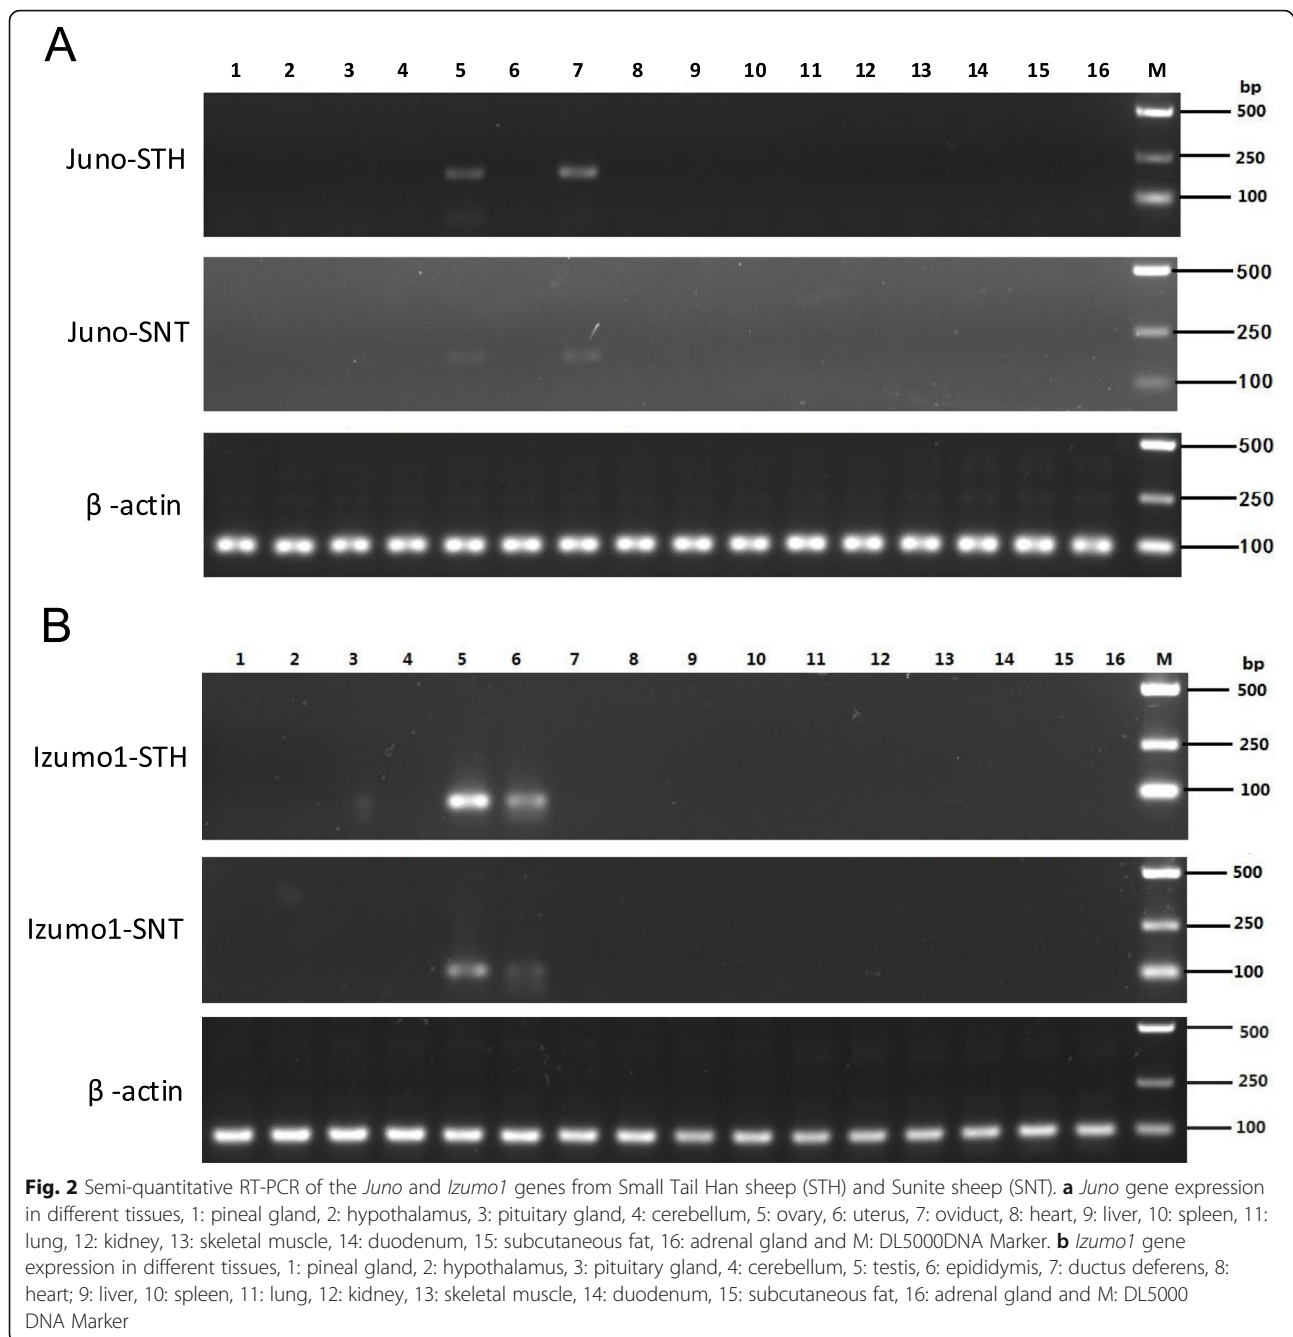 A
1 2 3 4 5 6 7 8 9 10 11 12 13 14 15 16 M
bp
Juno-STH
500
250
100
Juno-SNT
500
250
100
β -actin
500
250
100
B
1 2 3 4 5 6 7 8 9 10 11 12 13 14 15 16 M
bp
Izumo1-STH
500
250
100
Izumo1-SNT
500
250
100
β -actin
500
250
100
Fig. 2 Semi-quantitative RT-PCR of the Juno and Izumo1 genes from Small Tail Han sheep (STH) and Sunite sheep (SNT). a Juno gene expression
in different tissues, 1: pineal gland, 2: hypothalamus, 3: pituitary gland, 4: cerebellum, 5: ovary, 6: uterus, 7: oviduct, 8: heart, 9: liver, 10: spleen, 11:
lung, 12: kidney, 13: skeletal muscle, 14: duodenum, 15: subcutaneous fat, 16: adrenal gland and M: DL5000DNA Marker. b Izumo1 gene
expression in different tissues, 1: pineal gland, 2: hypothalamus, 3: pituitary gland, 4: cerebellum, 5: testis, 6: epididymis, 7: ductus deferens, 8:
heart; 9: liver, 10: spleen, 11: lung, 12: kidney, 13: skeletal muscle, 14: duodenum, 15: subcutaneous fat, 16: adrenal gland and M: DL5000
DNA Marker